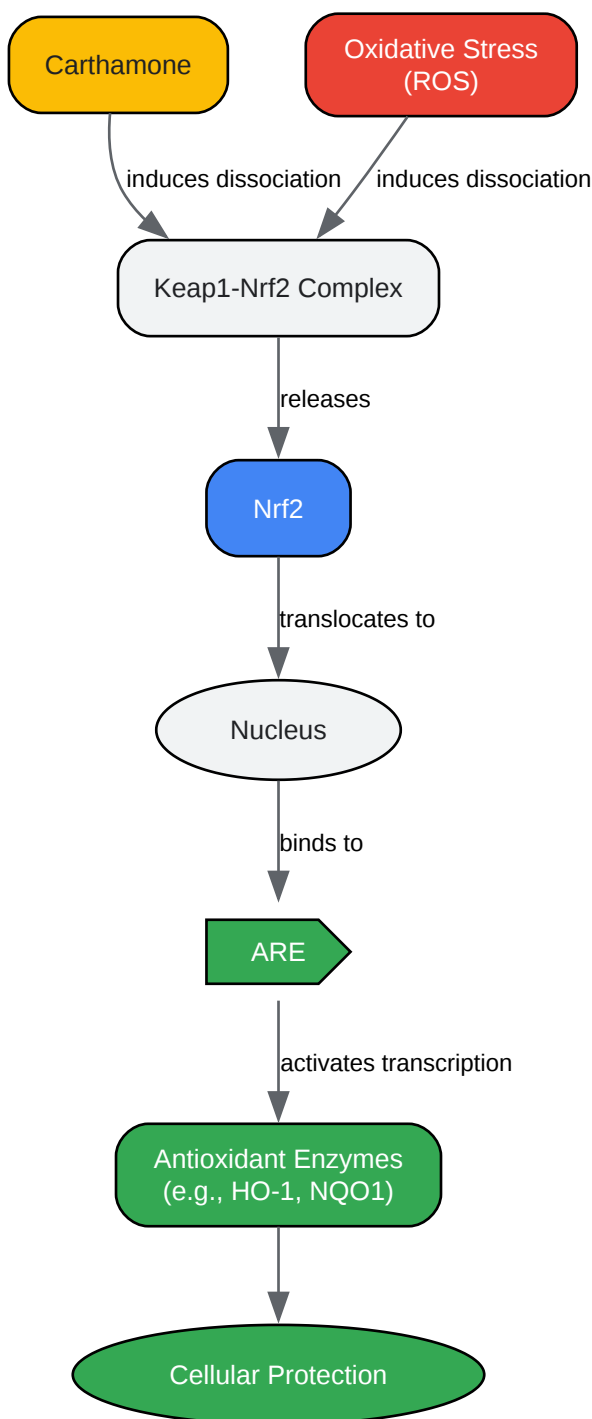 Carthamone
Oxidative Stress
(ROS)
induces dissociation
induces dissociation
Keap1-Nrf2 Complex
releases
Nrf2
translocates to
Nucleus
binds to
ARE
activates transcription
Antioxidant Enzymes
(e.g., HO-1, NQO1)
Cellular Protection